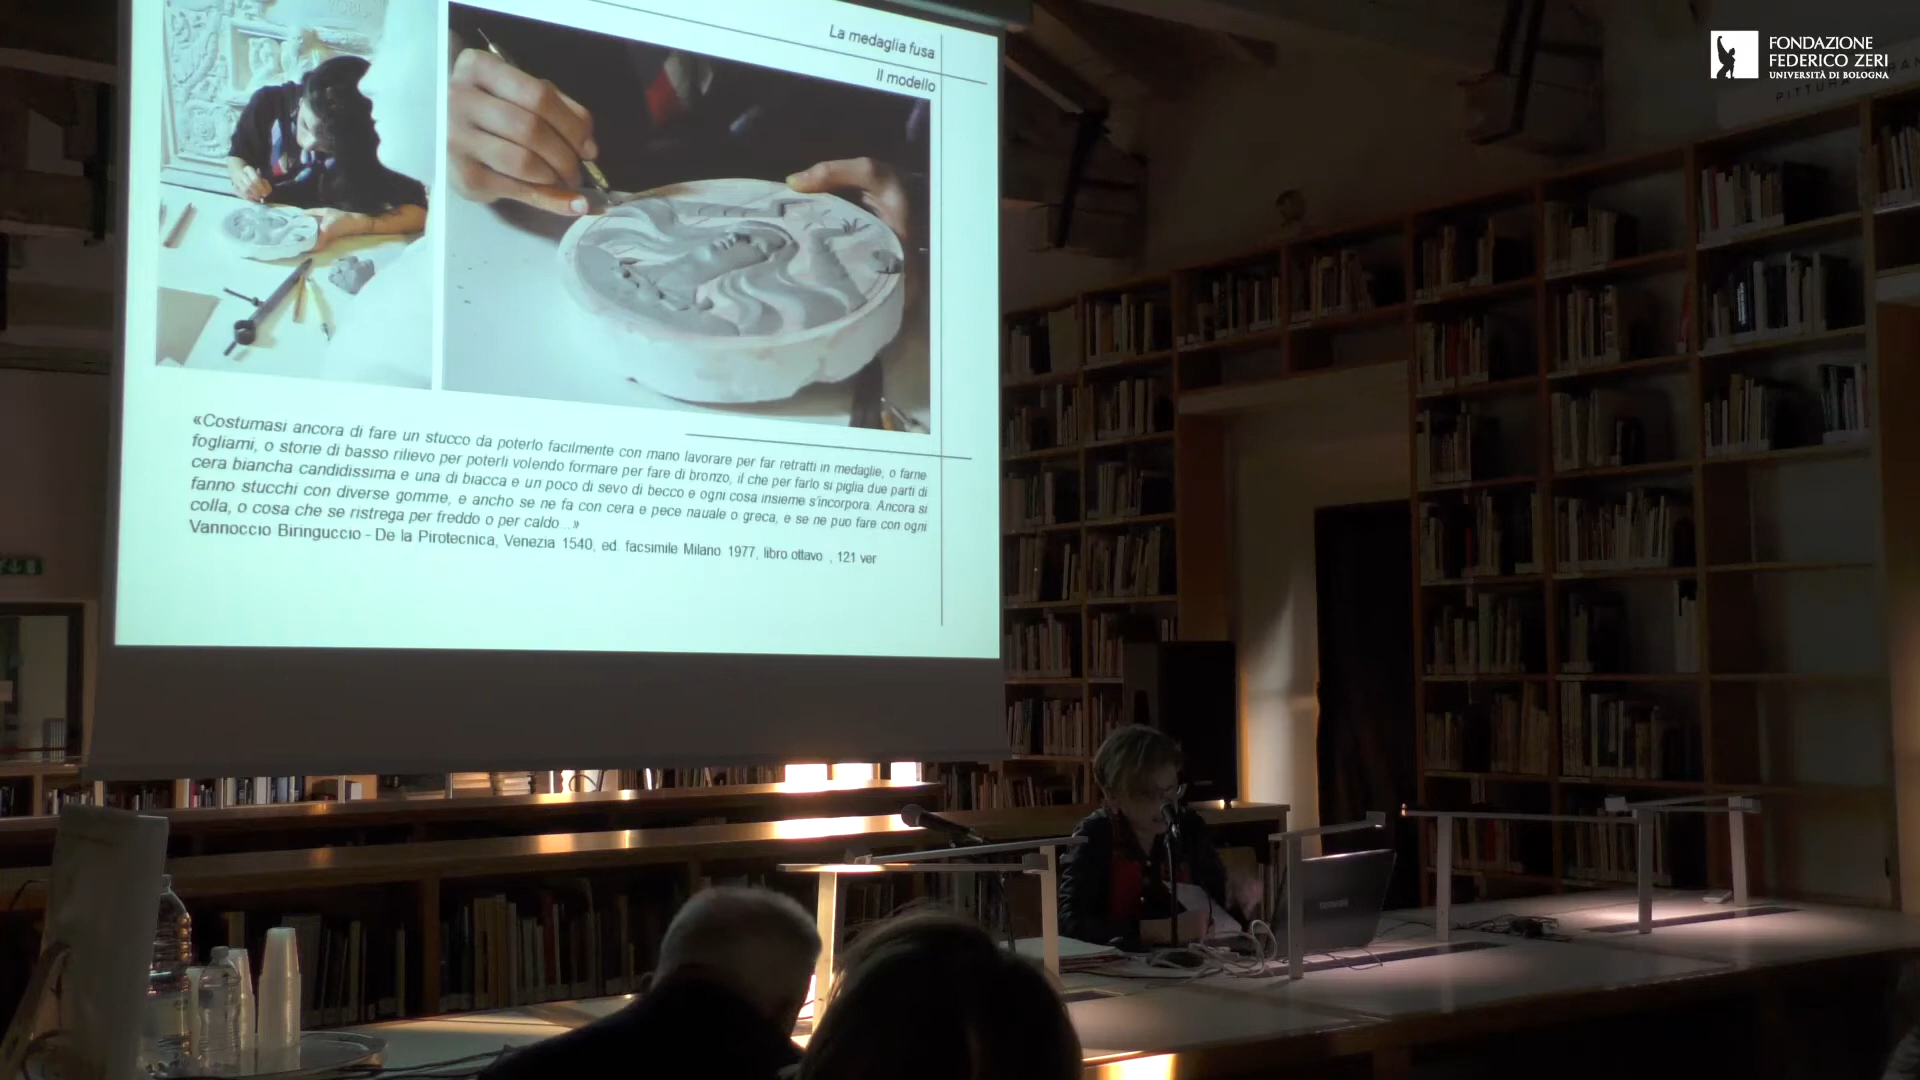 La medaglia fusa
Il modello
«Costumasi ancora di fare un stucco da poterlo facilmente con mano lavorare per far retratti in medaglie, o farne
fogliami, o storie di basso rilievo per poterli volendo formare per fare di bronzo, il che per farlo si piglia due parti di
cera biancha candidissima e una di biacca e un poco di sevo di becco e ogni cosa insieme s'incorpora. Ancora si
fanno stucchi con diverse gomme, e ancho se ne fa con cera e pece nauale o greca, e se ne puo fare con ogni
colla, o cosa che se ristrega per freddo o per caldo...»
Vannoccio Biringuccio - De la Pirotecnica, Venezia 1540, ed. facsimile Milano 1977, libro ottavo , 121 ver
FONDAZIONE
FEDERICO ZERI
UNIVERSITÀ DI BOLOGNA